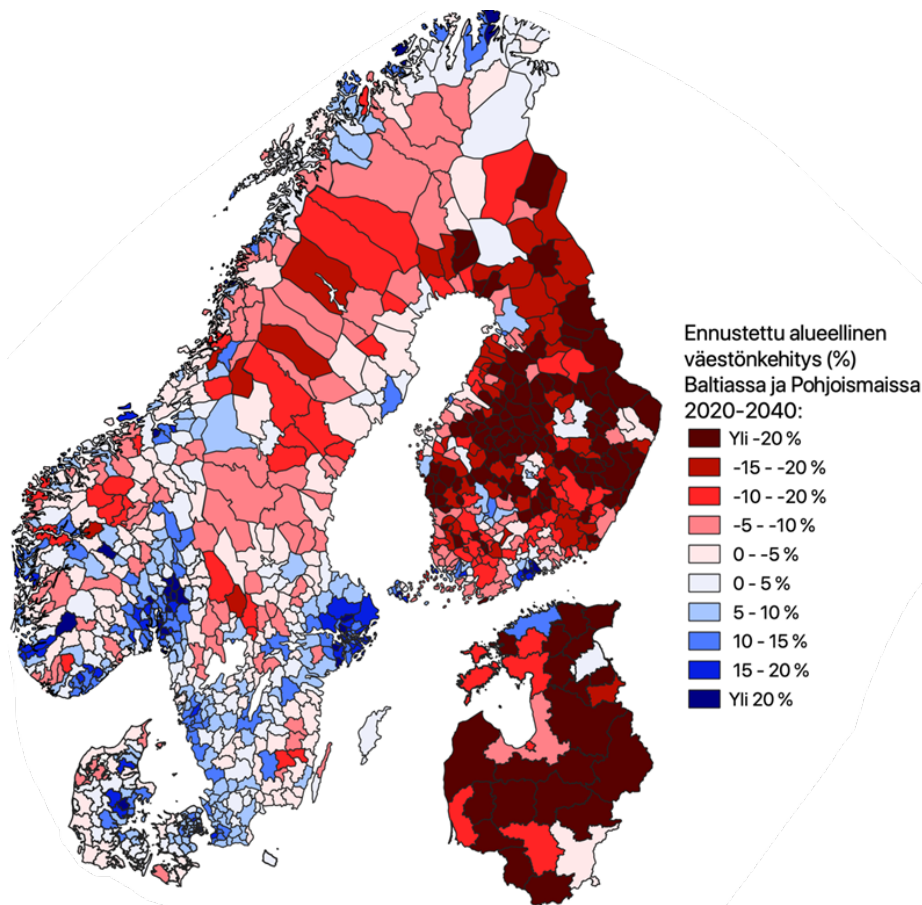 Ennustettu alueellinen
väestönkehitys (%)
Baltiassa ja Pohjoismaissa
2020-2040:
Yli -20 %
-15 - -20 %
-10 - -20 %
-5 - -10 %
0 - -5 %
0 - 5 %
5 - 10 %
10 - 15 %
15 - 20 %
Yli 20 %